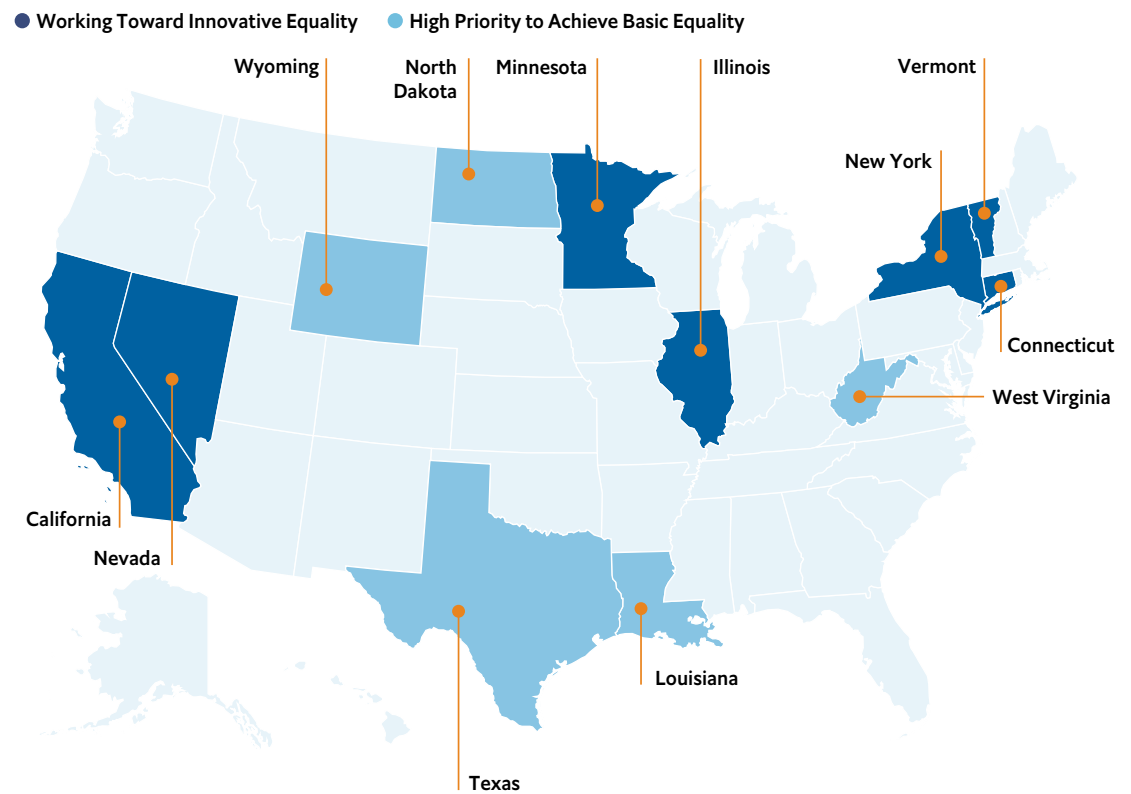 Working Toward Innovative Equality
High Priority to Achieve Basic Equality
Wyoming
North
Dakota
Minnesota
Illinois
Vermont
New York
Connecticut
West Virginia
California
Nevada
Louisiana
Texas